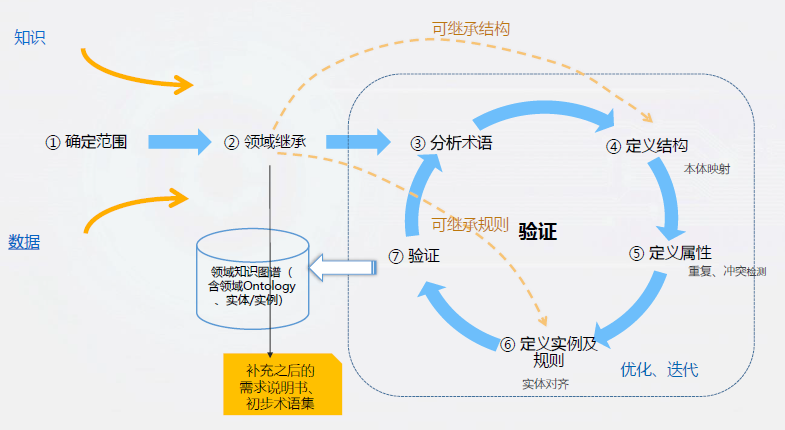 知识
可继承结构
① 确定范围
② 领域继承
③ 分析术语
④ 定义结构
本体映射
数据
可继承规则
验证
⑦ 验证
⑤ 定义属性
重复、冲突检测
领域知识图谱（
含领域Ontology
、实体/实例）
⑥ 定义实例及
规则
实体对齐
优化、迭代
补充之后的
需求说明书、
初步术语集